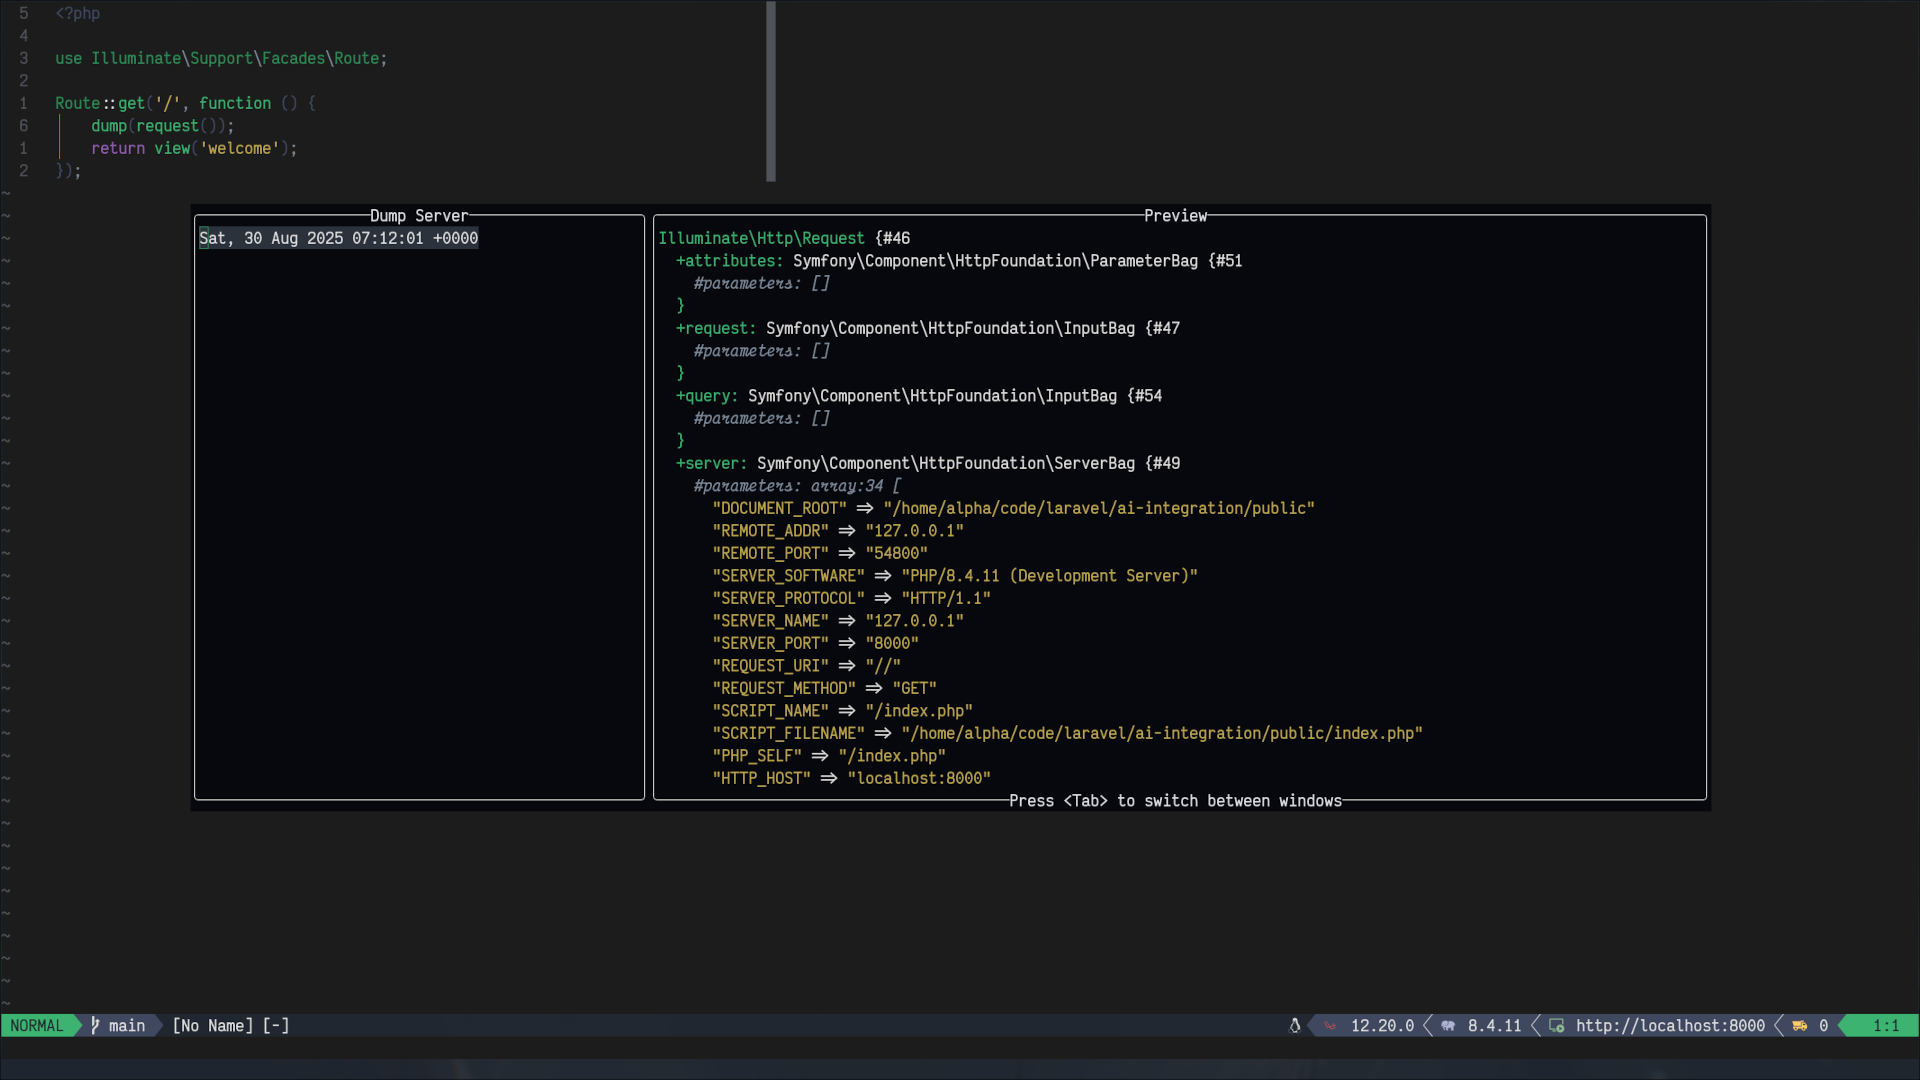 5 <?php
4
3 use Illuminate\Support\Facades\Route;
2
1 Route::get('/', function () {
6 dump(request());
1 return view('welcome');
2 });
Dump Server
Sat, 30 Aug 2025 07:12:01 +0000
Preview
Illuminate\Http\Request {#46
+attributes: Symfony\Component\HttpFoundation\ParameterBag {#51
#parameters: []
}
+request: Symfony\Component\HttpFoundation\InputBag {#47
#parameters: []
}
+query: Symfony\Component\HttpFoundation\InputBag {#54
#parameters: []
}
+server: Symfony\Component\HttpFoundation\ServerBag {#49
#parameters: array:34 [
"DOCUMENT_ROOT" => "/home/alpha/code/laravel/ai-integration/public"
"REMOTE_ADDR" => "127.0.0.1"
"REMOTE_PORT" => "54800"
"SERVER_SOFTWARE" => "PHP/8.4.11 (Development Server)"
"SERVER_PROTOCOL" => "HTTP/1.1"
"SERVER_NAME" => "127.0.0.1"
"SERVER_PORT" => "8000"
"REQUEST_URI" => "//"
"REQUEST_METHOD" => "GET"
"SCRIPT_NAME" => "/index.php"
"SCRIPT_FILENAME" => "/home/alpha/code/laravel/ai-integration/public/index.php"
"PHP_SELF" => "/index.php"
"HTTP_HOST" => "localhost:8000"
Press <Tab> to switch between windows
NORMAL main [No Name] [-] 12.20.0 8.4.11 http://localhost:8000 0 1:1